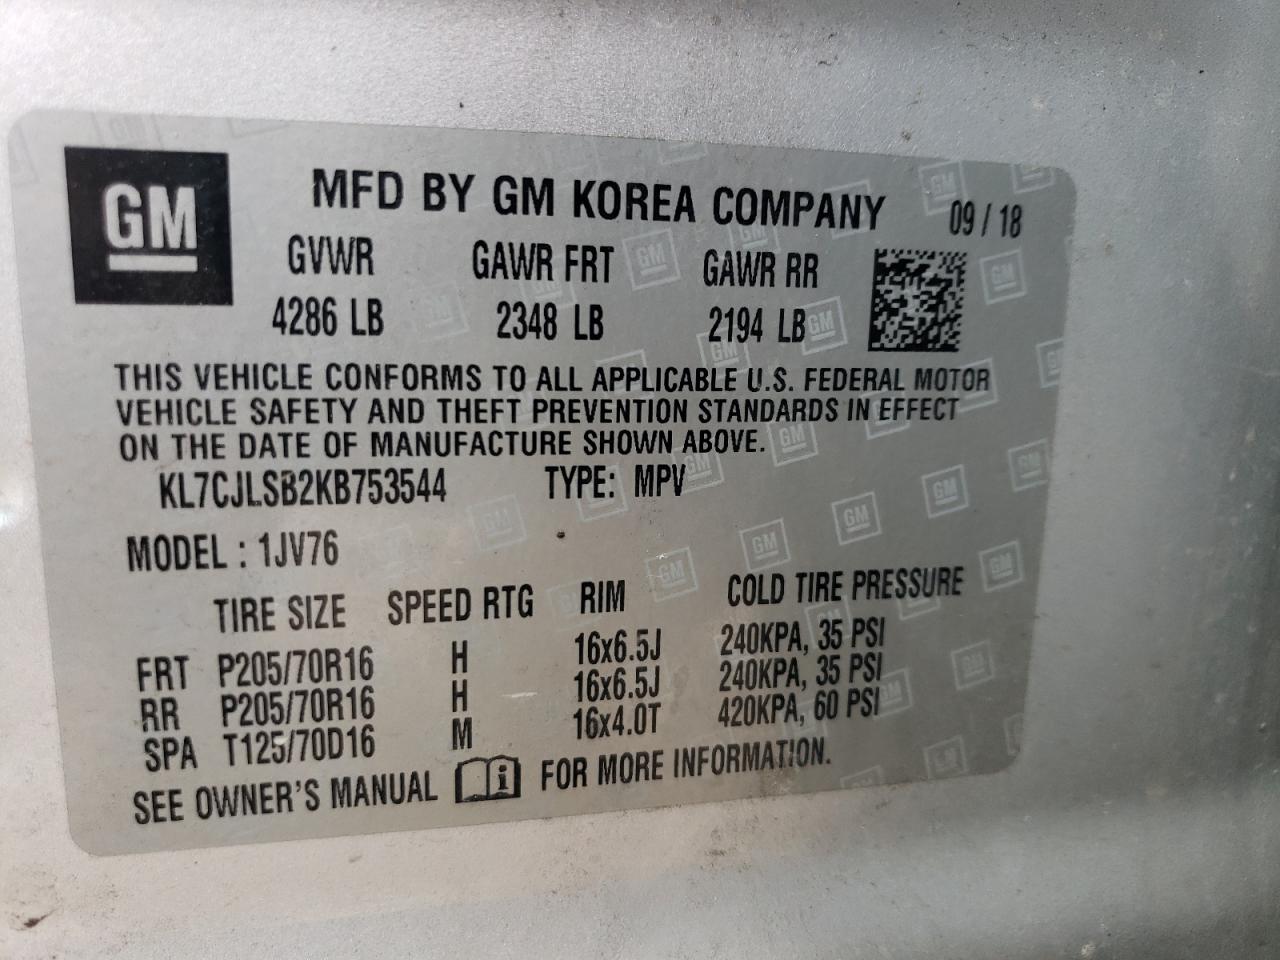 GM
MFD BY GM KOREA COMPANY 09 / 18
GVWR GAWR FRT GAWR RR
4286 LB 2348 LB 2194 LB
THIS VEHICLE CONFORMS TO ALL APPLICABLE U.S. FEDERAL MOTOR
VEHICLE SAFETY AND THEFT PREVENTION STANDARDS IN EFFECT
ON THE DATE OF MANUFACTURE SHOWN ABOVE.
KL7CJLSB2KB753544 TYPE: MPV
MODEL : 1JV76
TIRE SIZE SPEED RTG RIM COLD TIRE PRESSURE
FRT P205/70R16 H 16x6.5J 240KPA, 35 PSI
RR P205/70R16 H 16x6.5J 240KPA, 35 PSI
SPA T125/70D16 M 16x4.0T 420KPA, 60 PSI
SEE OWNER'S MANUAL i FOR MORE INFORMATION.